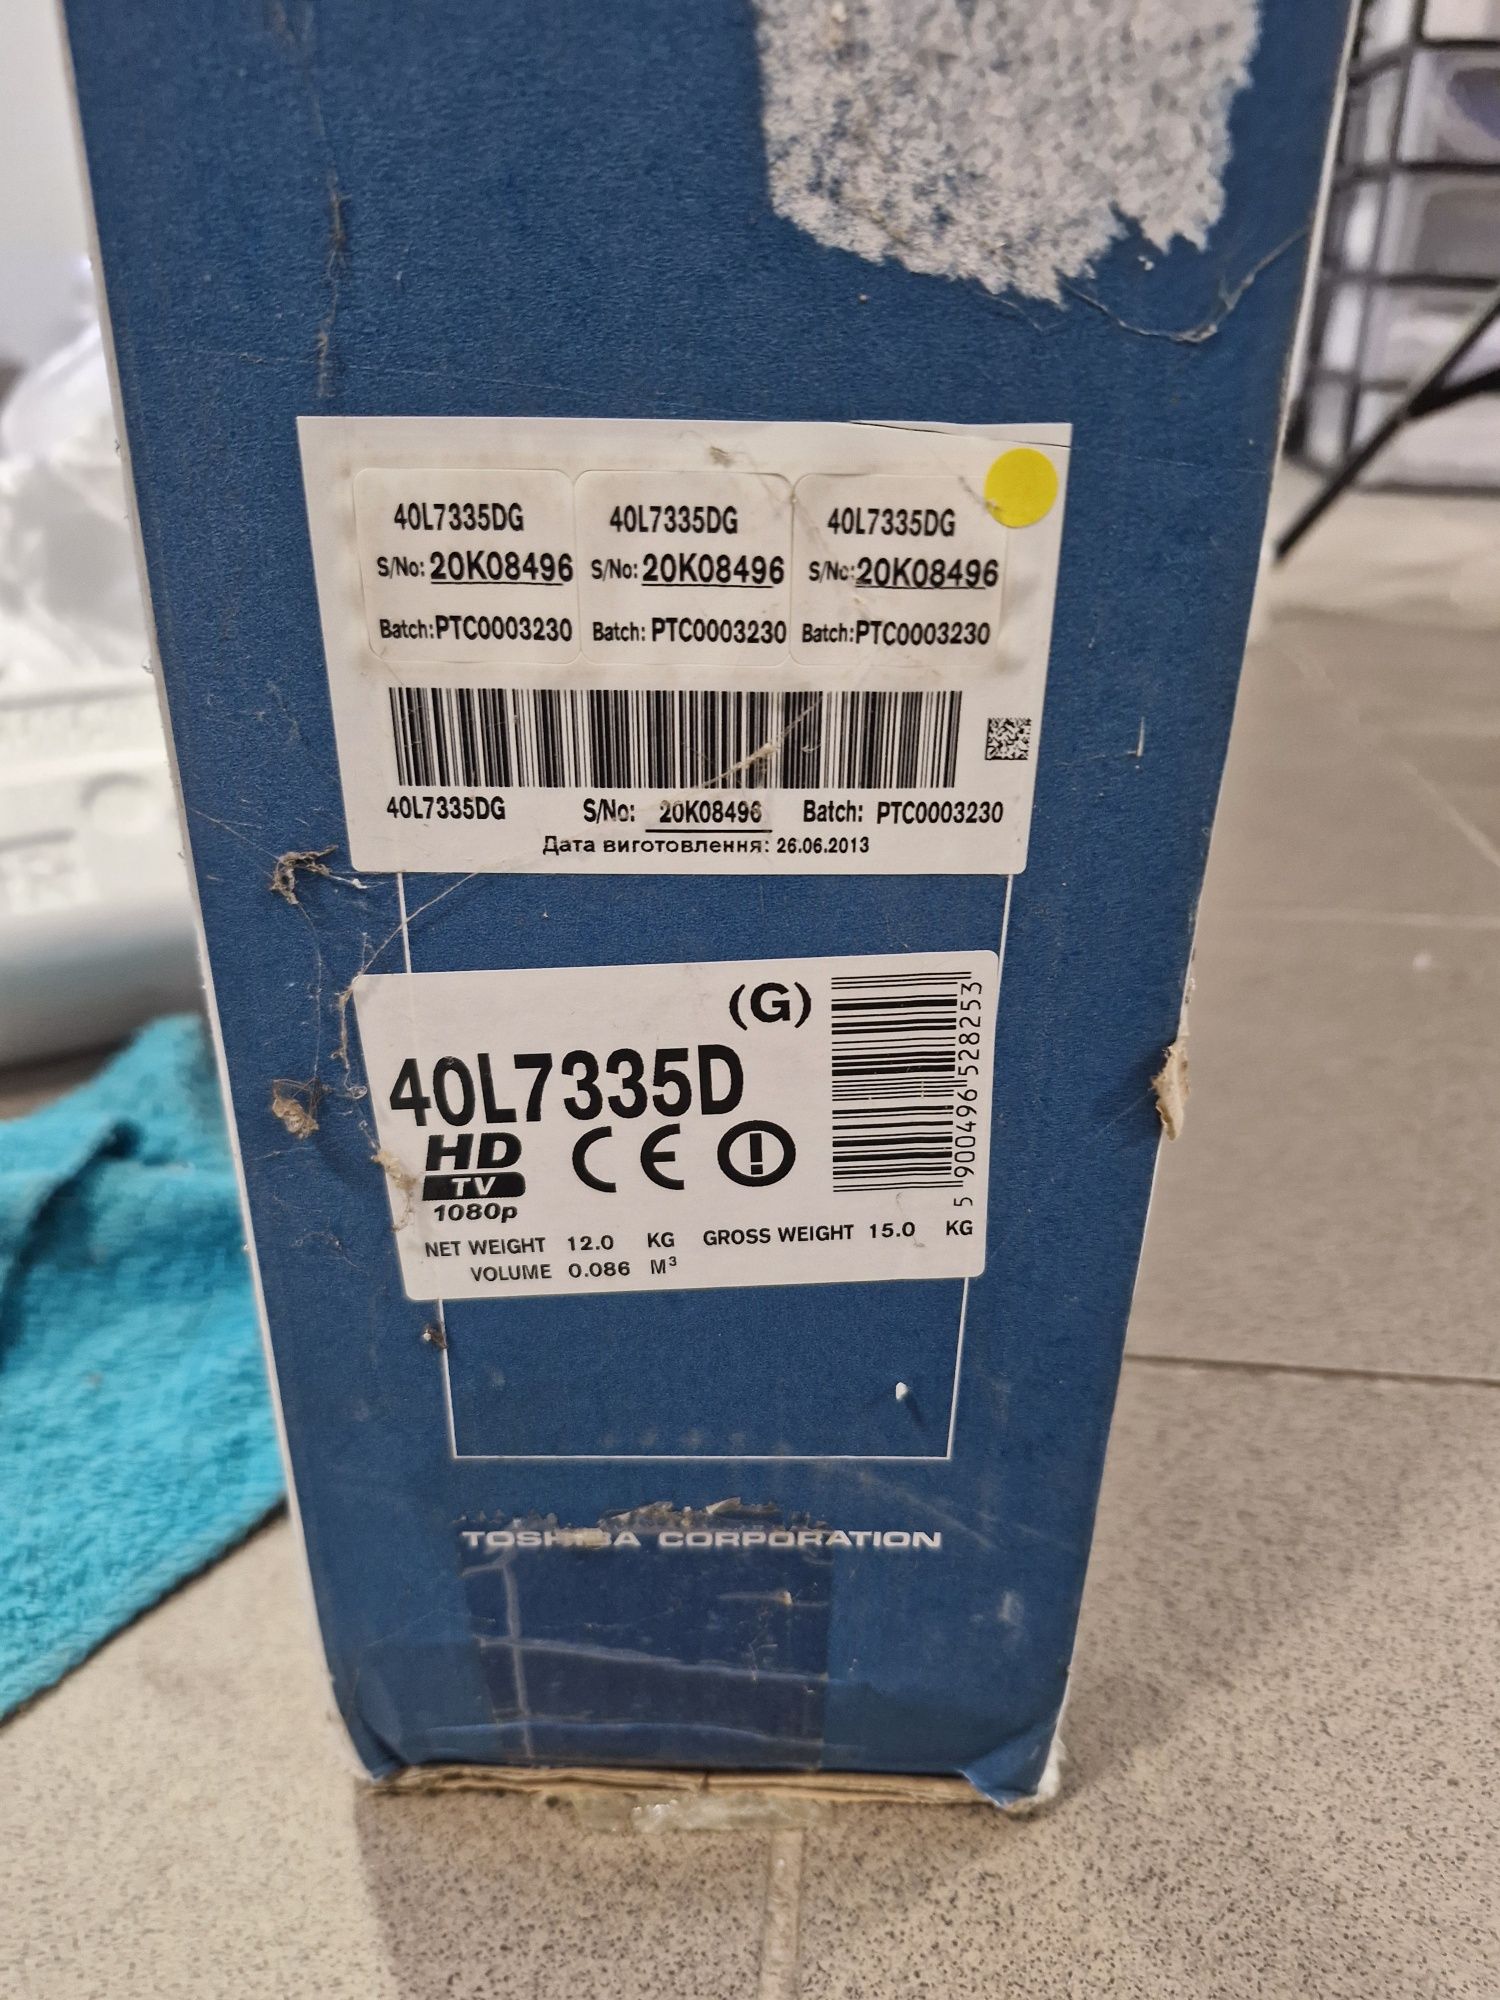 40L7335DG
S/No: 20K08496
Batch: PTC0003230
40L7335DG
S/No: 20K08496
Batch: PTC0003230
40L7335DG
S/No: 20K08496
Batch: PTC0003230
40L7335DG S/No: 20K08496 Batch: PTC0003230
Дата виготовлення: 26.06.2013
(G)
40L7335D
HD
TV
1080p
CE
5 900496 528253
NET WEIGHT 12.0 KG GROSS WEIGHT 15.0 KG
VOLUME 0.086 M³
TOSHIBA CORPORATION